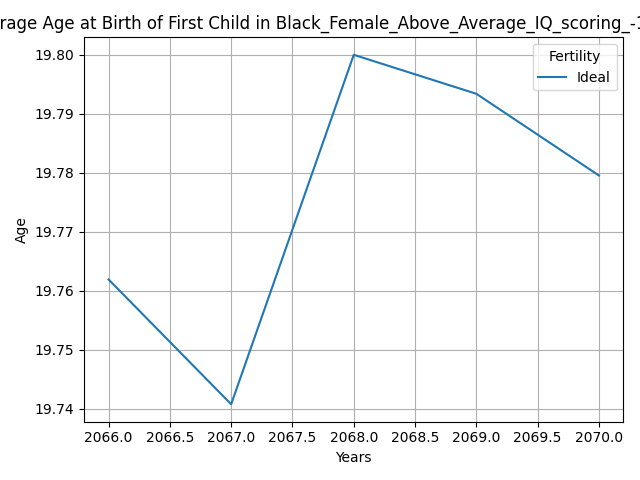 rage Age at Birth of First Child in Black_Female_Above_Average_IQ_scoring_-1
Fertility
Ideal
19.80
19.79
19.78
19.77
19.76
19.75
19.74
Age
2066.0 2066.5 2067.0 2067.5 2068.0 2068.5 2069.0 2069.5 2070.0
Years